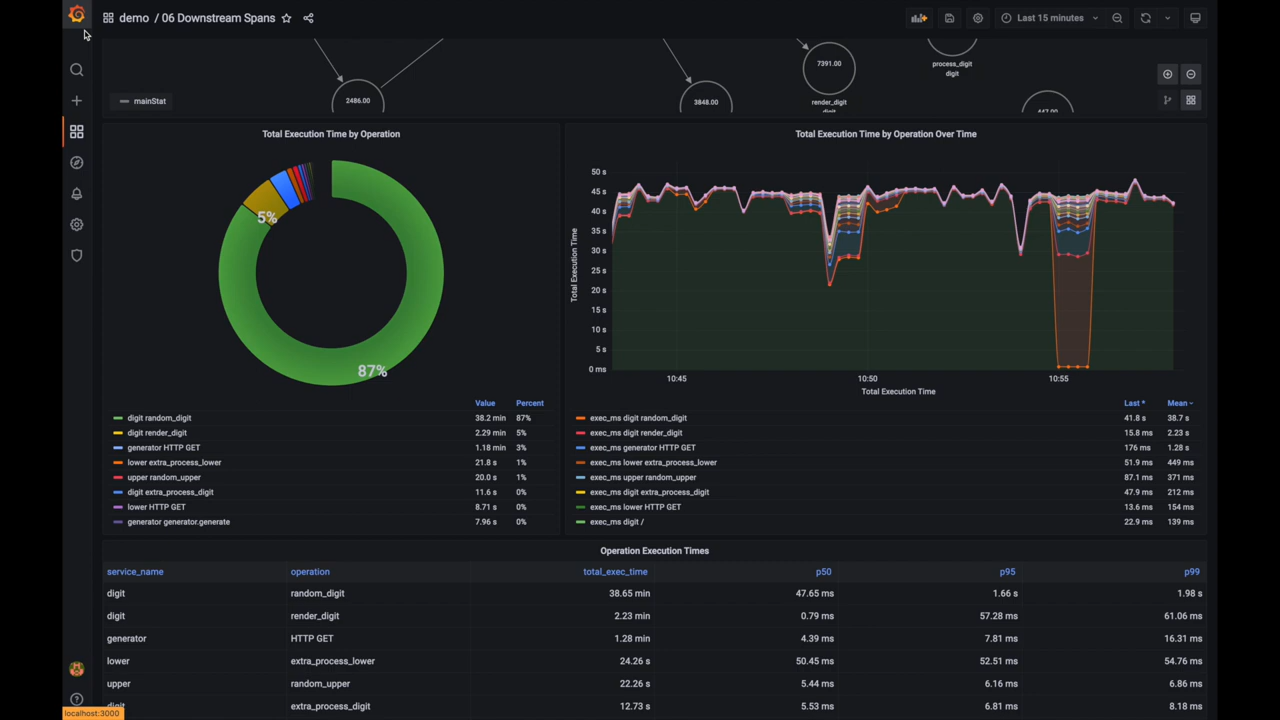 demo / 06 Downstream Spans
Last 15 minutes
7391.00
process_digit
digit
2486.00
3848.00
render_digit
digit
447.00
mainStat
Total Execution Time by Operation
5%
87%
Value Percent
digit random_digit 38.2 min 87%
digit render_digit 2.29 min 5%
generator HTTP GET 1.18 min 3%
lower extra_process_lower 21.8 s 1%
upper random_upper 20.0 s 1%
digit extra_process_digit 11.6 s 0%
lower HTTP GET 8.71 s 0%
generator generator.generate 7.96 s 0%
Total Execution Time by Operation Over Time
Total Execution Time
50 s
45 s
40 s
35 s
30 s
25 s
20 s
15 s
10 s
5 s
0 ms
10:45 10:50 10:55
Total Execution Time
Last * Mean
exec_ms digit random_digit 41.8 s 38.7 s
exec_ms digit render_digit 15.8 ms 2.23 s
exec_ms generator HTTP GET 176 ms 1.28 s
exec_ms lower extra_process_lower 51.9 ms 449 ms
exec_ms upper random_upper 87.1 ms 371 ms
exec_ms digit extra_process_digit 47.9 ms 212 ms
exec_ms lower HTTP GET 13.6 ms 154 ms
exec_ms digit / 22.9 ms 139 ms
Operation Execution Times
service_name operation total_exec_time p50 p95 p99
digit random_digit 38.65 min 47.65 ms 1.66 s 1.98 s
digit render_digit 2.23 min 0.79 ms 57.28 ms 61.06 ms
generator HTTP GET 1.28 min 4.39 ms 7.81 ms 16.31 ms
lower extra_process_lower 24.26 s 50.45 ms 52.51 ms 54.76 ms
upper random_upper 22.26 s 5.44 ms 6.16 ms 6.86 ms
digit extra_process_digit 12.73 s 5.53 ms 6.81 ms 8.18 ms
localhost:3000